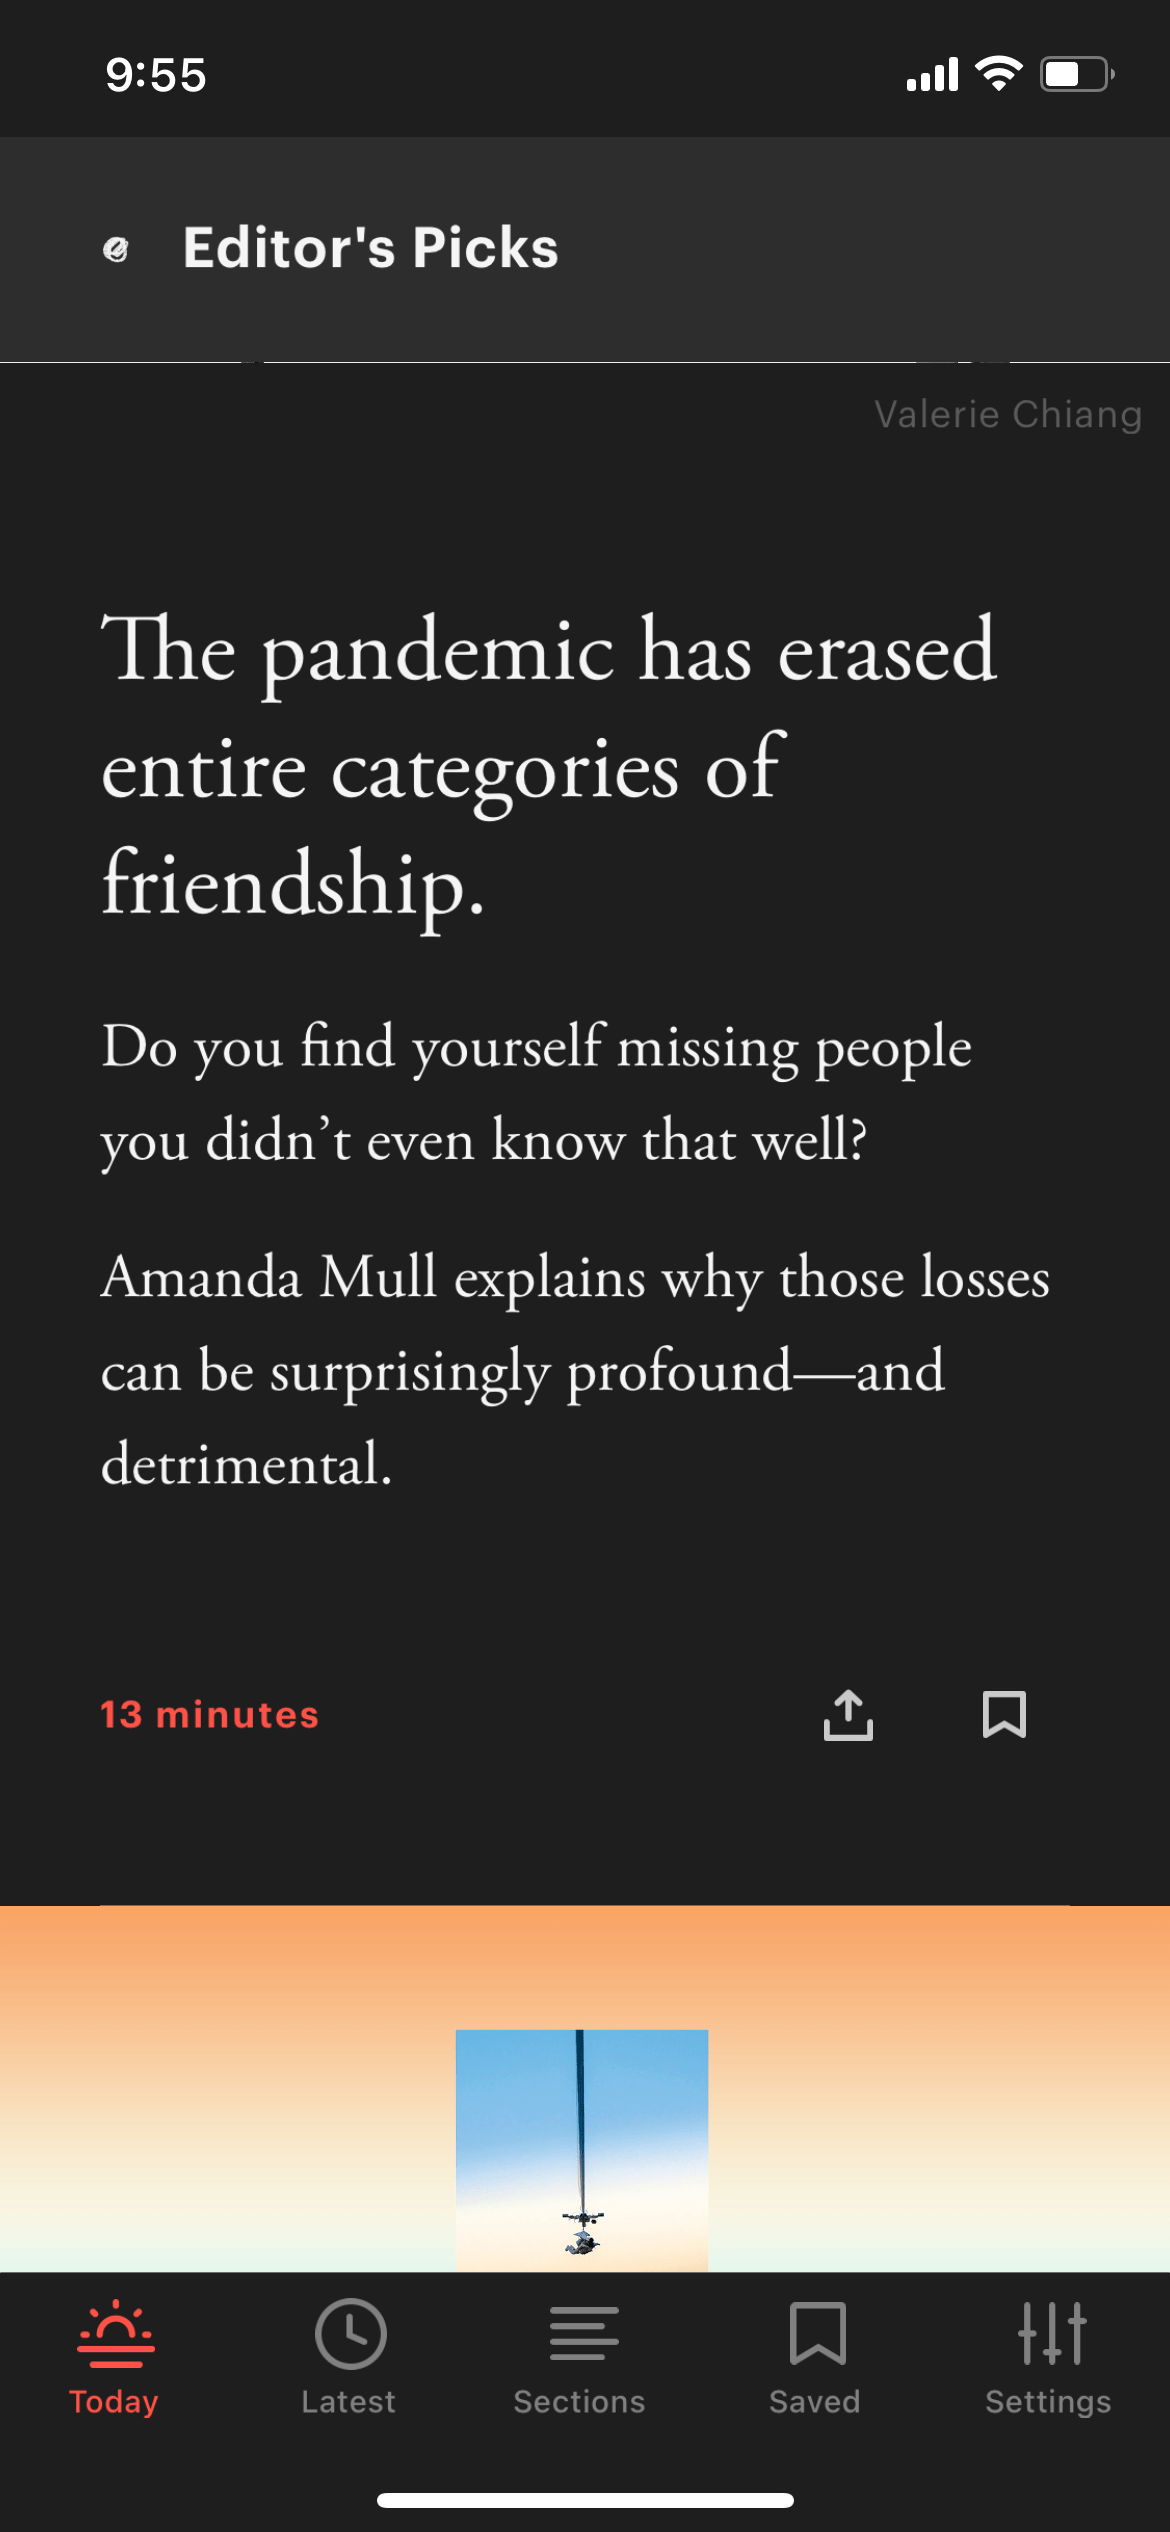 9:55
Editor's Picks
Valerie Chiang
The pandemic has erased
entire categories of
friendship.
Do you find yourself missing people
you didn’t even know that well?
Amanda Mull explains why those losses
can be surprisingly profound—and
detrimental.
13 minutes
Today
Latest
Sections
Saved
Settings